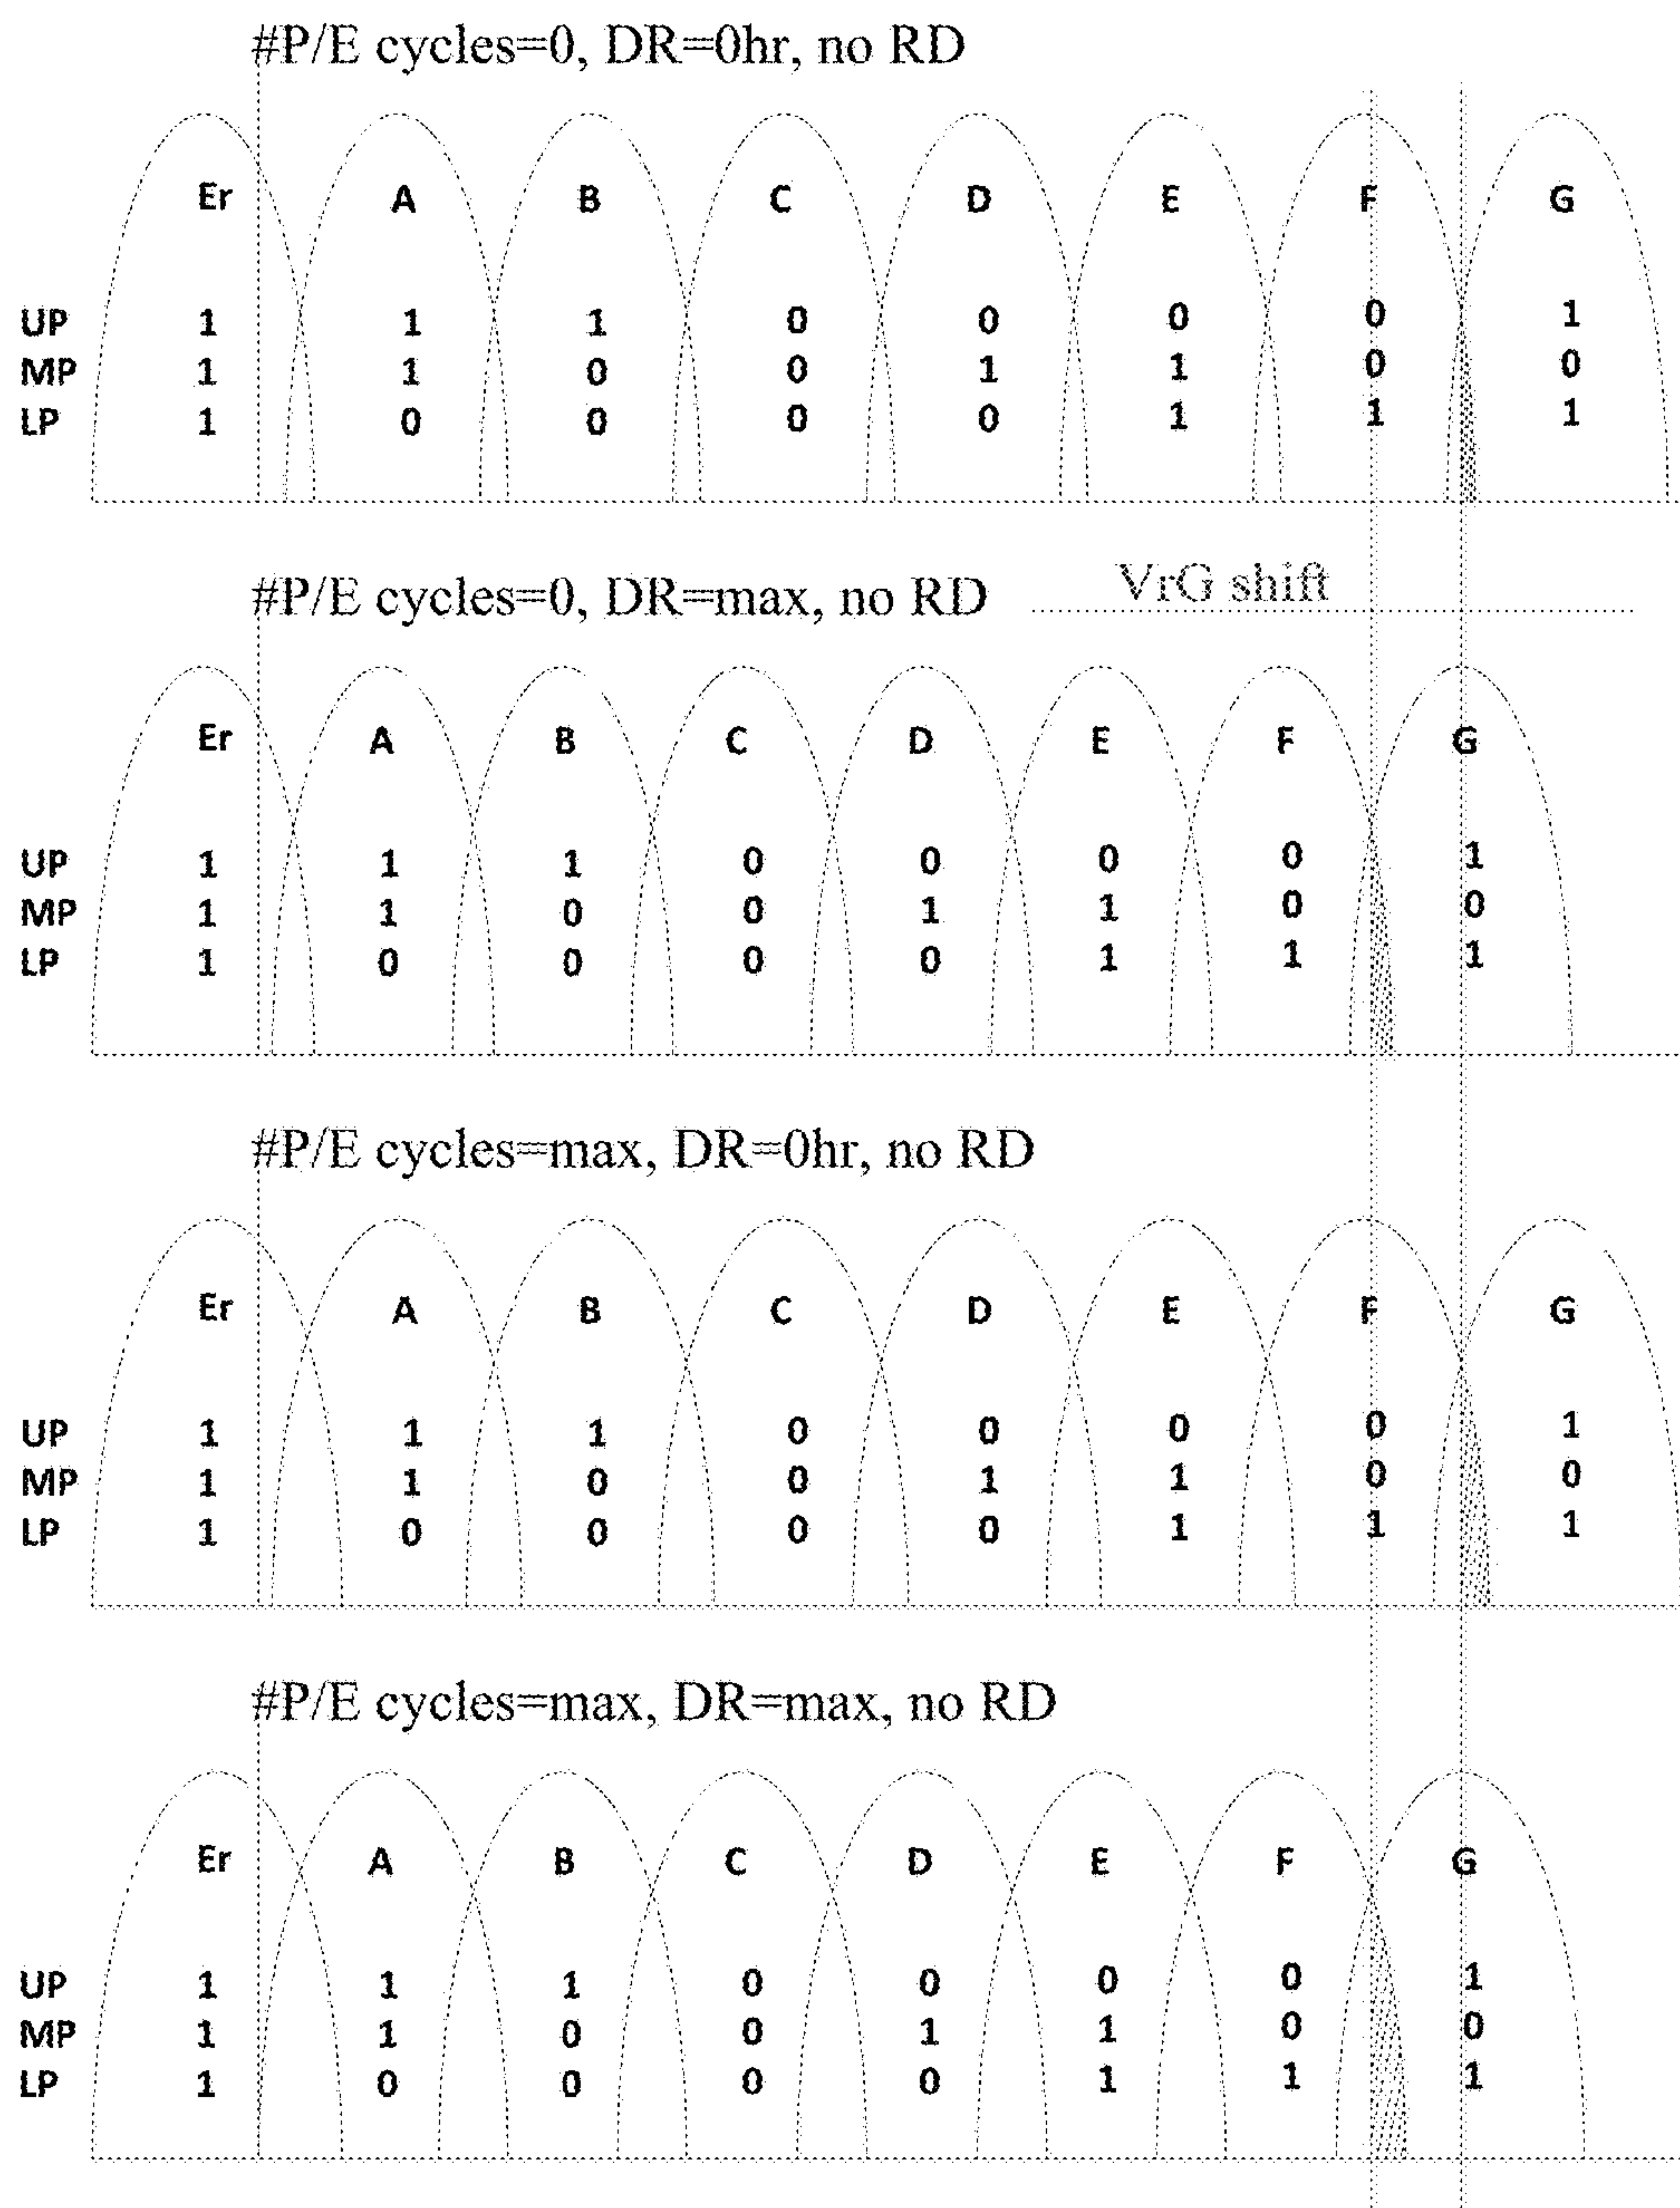 #P/E cycles=0, DR=0hr, no RD
Er A B C D E F G
UP 1 1 1 0 0 0 0 1
MP 1 1 0 0 1 1 0 0
LP 1 0 0 0 0 1 1 1
#P/E cycles=0, DR=max, no RD VrG shift
Er A B C D E F G
UP 1 1 1 0 0 0 0 1
MP 1 1 0 0 1 1 0 0
LP 1 0 0 0 0 1 1 1
#P/E cycles=max, DR=0hr, no RD
Er A B C D E F G
UP 1 1 1 0 0 0 0 1
MP 1 1 0 0 1 1 0 0
LP 1 0 0 0 0 1 1 1
#P/E cycles=max, DR=max, no RD
Er A B C D E F G
UP 1 1 1 0 0 0 0 1
MP 1 1 0 0 1 1 0 0
LP 1 0 0 0 0 1 1 1